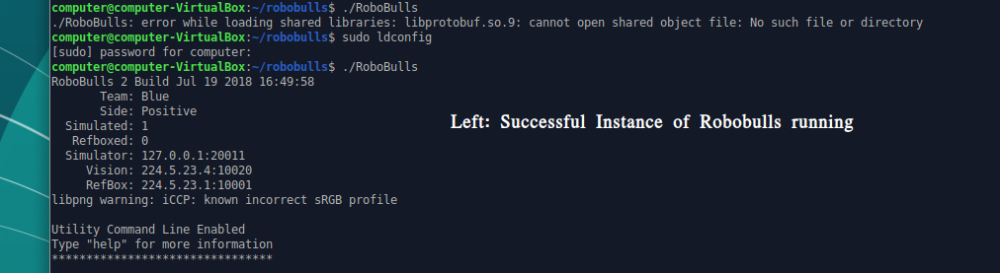 computer@computer-VirtualBox:~/robobulls$ ./RoboBulls
./RoboBulls: error while loading shared libraries: libprotobuf.so.9: cannot open shared object file: No such file or directory
computer@computer-VirtualBox:~/robobulls$ sudo ldconfig
[sudo] password for computer:
computer@computer-VirtualBox:~/robobulls$ ./RoboBulls
RoboBulls 2 Build Jul 19 2018 16:49:58
Team: Blue
Side: Positive
Left: Successful Instance of Robobulls running
Simulated: 1
Refboxed: 0
Simulator: 127.0.0.1:20011
Vision: 224.5.23.4:10020
RefBox: 224.5.23.1:10001
libpng warning: iCCP: known incorrect sRGB profile
Utility Command Line Enabled
Type "help" for more information
********************************